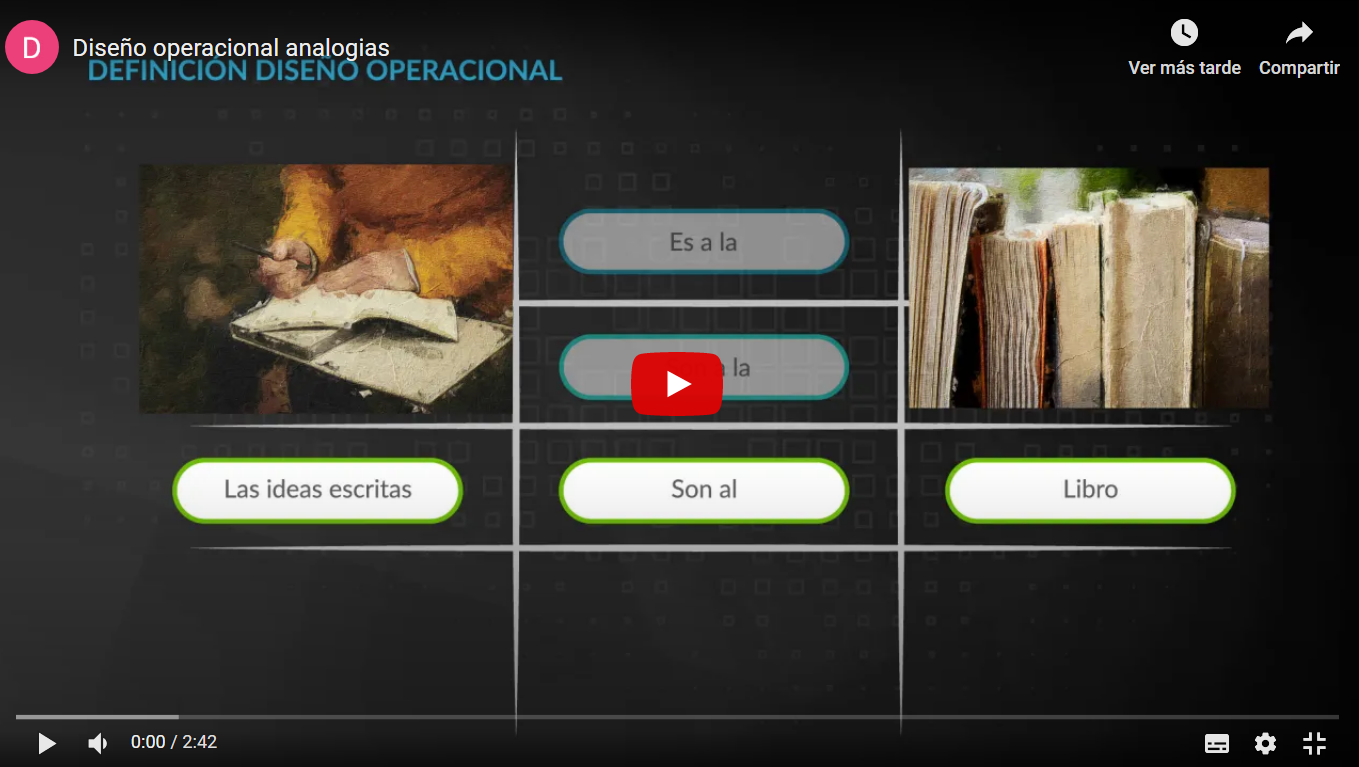 D
Diseño operacional analogias
Ver más tarde
Compartir
DEFINICIÓN DISEÑO OPERACIONAL
Es a la
la
Las ideas escritas
Son al
Libro
0:00 / 2:42